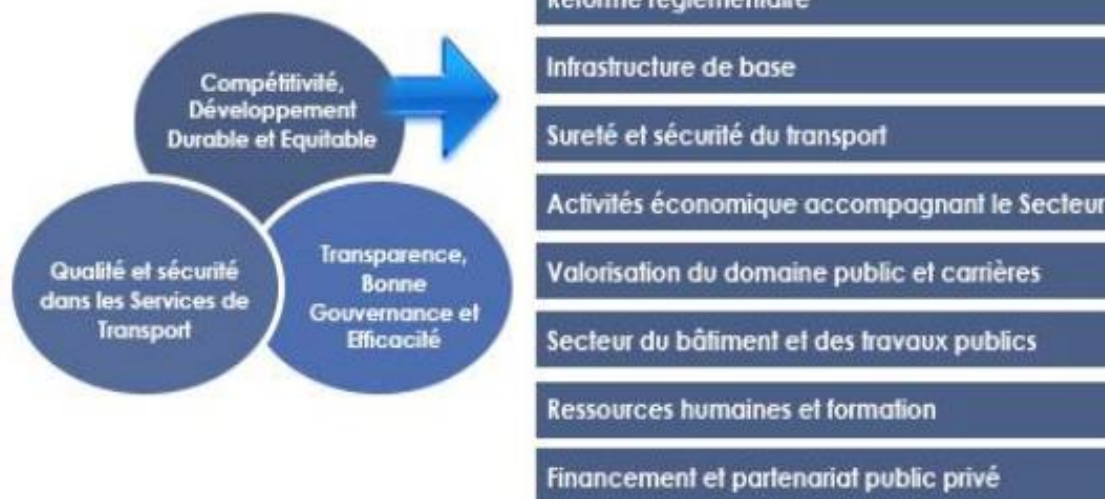 Compétitivité,
Développement
Durable et Equitable
Qualité et sécurité
dans les Services de
Transport
Transparence,
Bonne
Gouvernance et
Efficacité
Réforme réglementaire
Infrastructure de base
Sureté et sécurité du transport
Activités économique accompagnant le Secteur
Valorisation du domaine public et carrières
Secteur du bâtiment et des travaux publics
Ressources humaines et formation
Financement et partenariat public privé